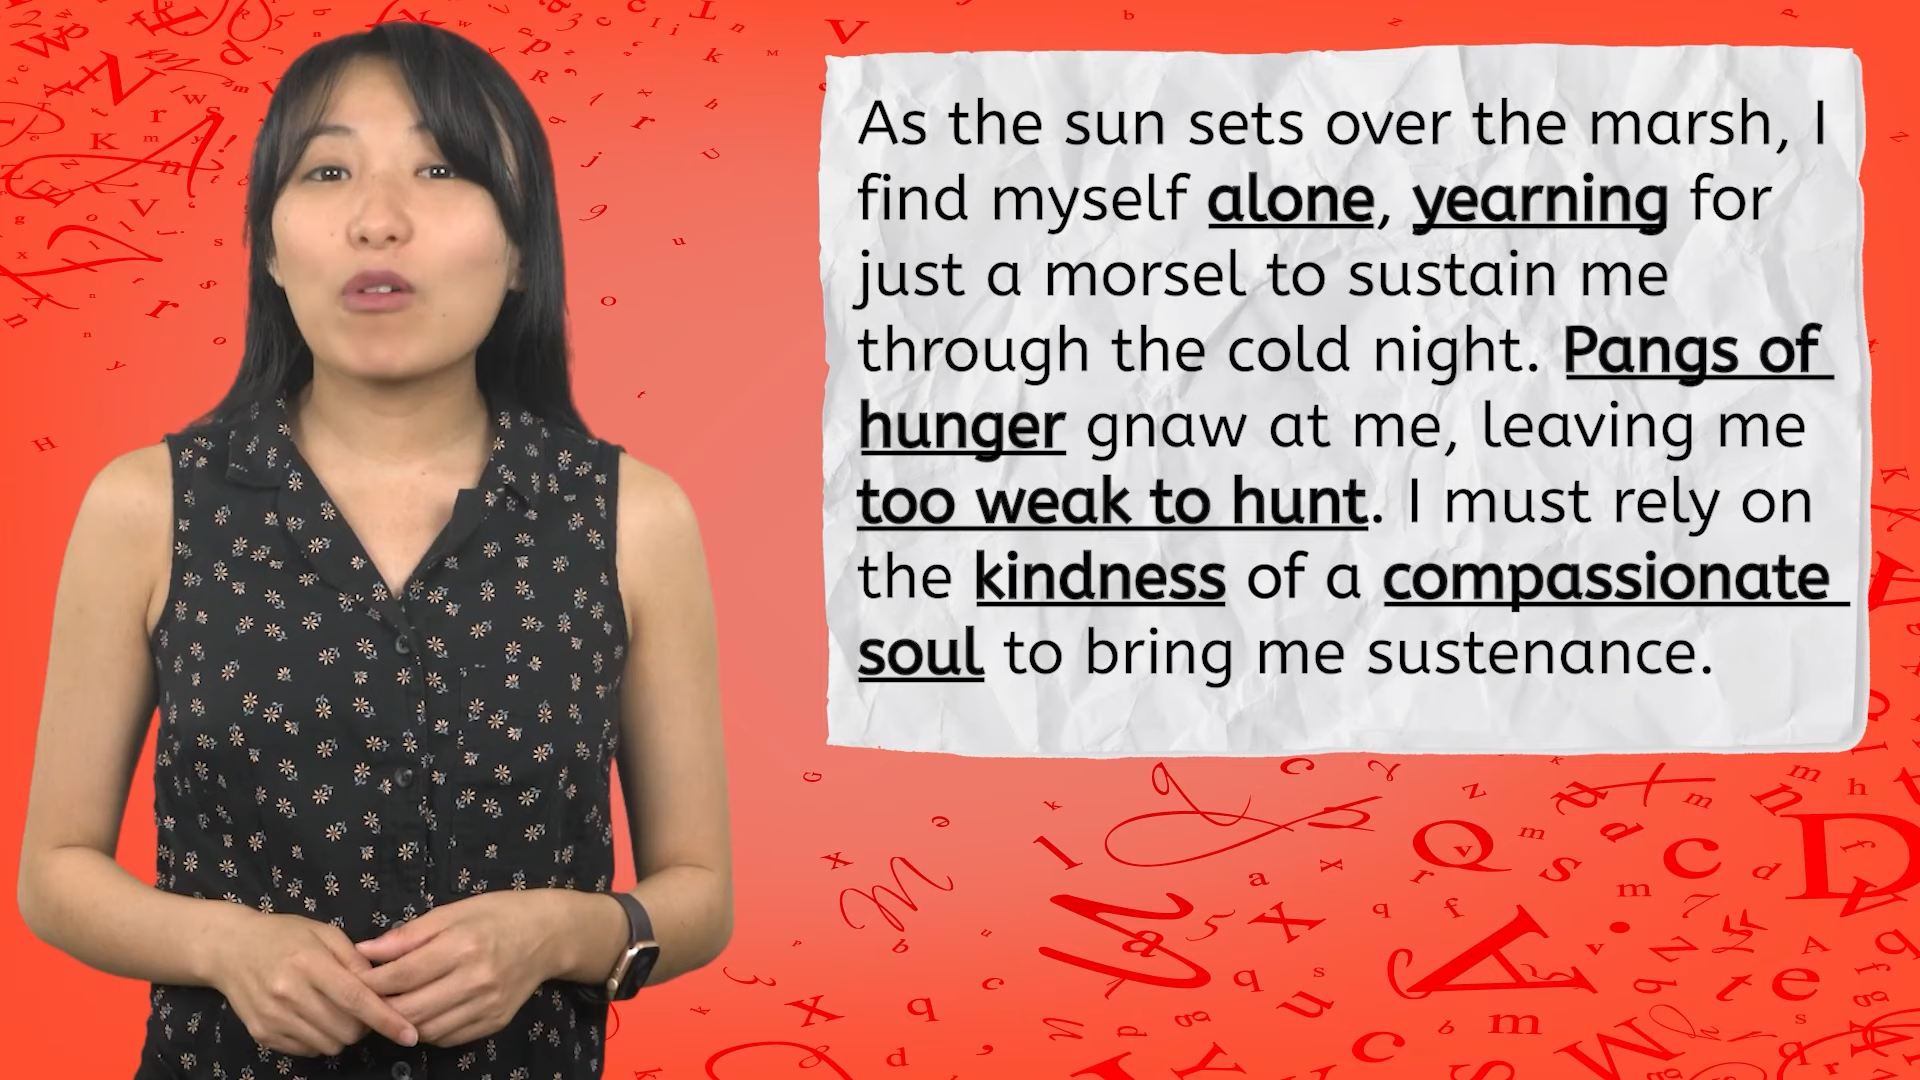 As the sun sets over the marsh, I
find myself alone, yearning for
just a morsel to sustain me
through the cold night. Pangs of
hunger gnaw at me, leaving me
too weak to hunt. I must rely on
the kindness of a compassionate
soul to bring me sustenance.